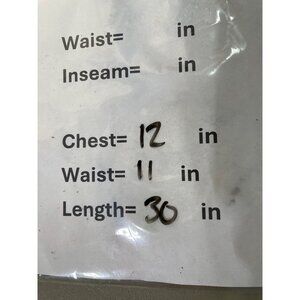 Waist= in
Inseam= in
Chest= 12 in
Waist= 11 in
Length= 30 in